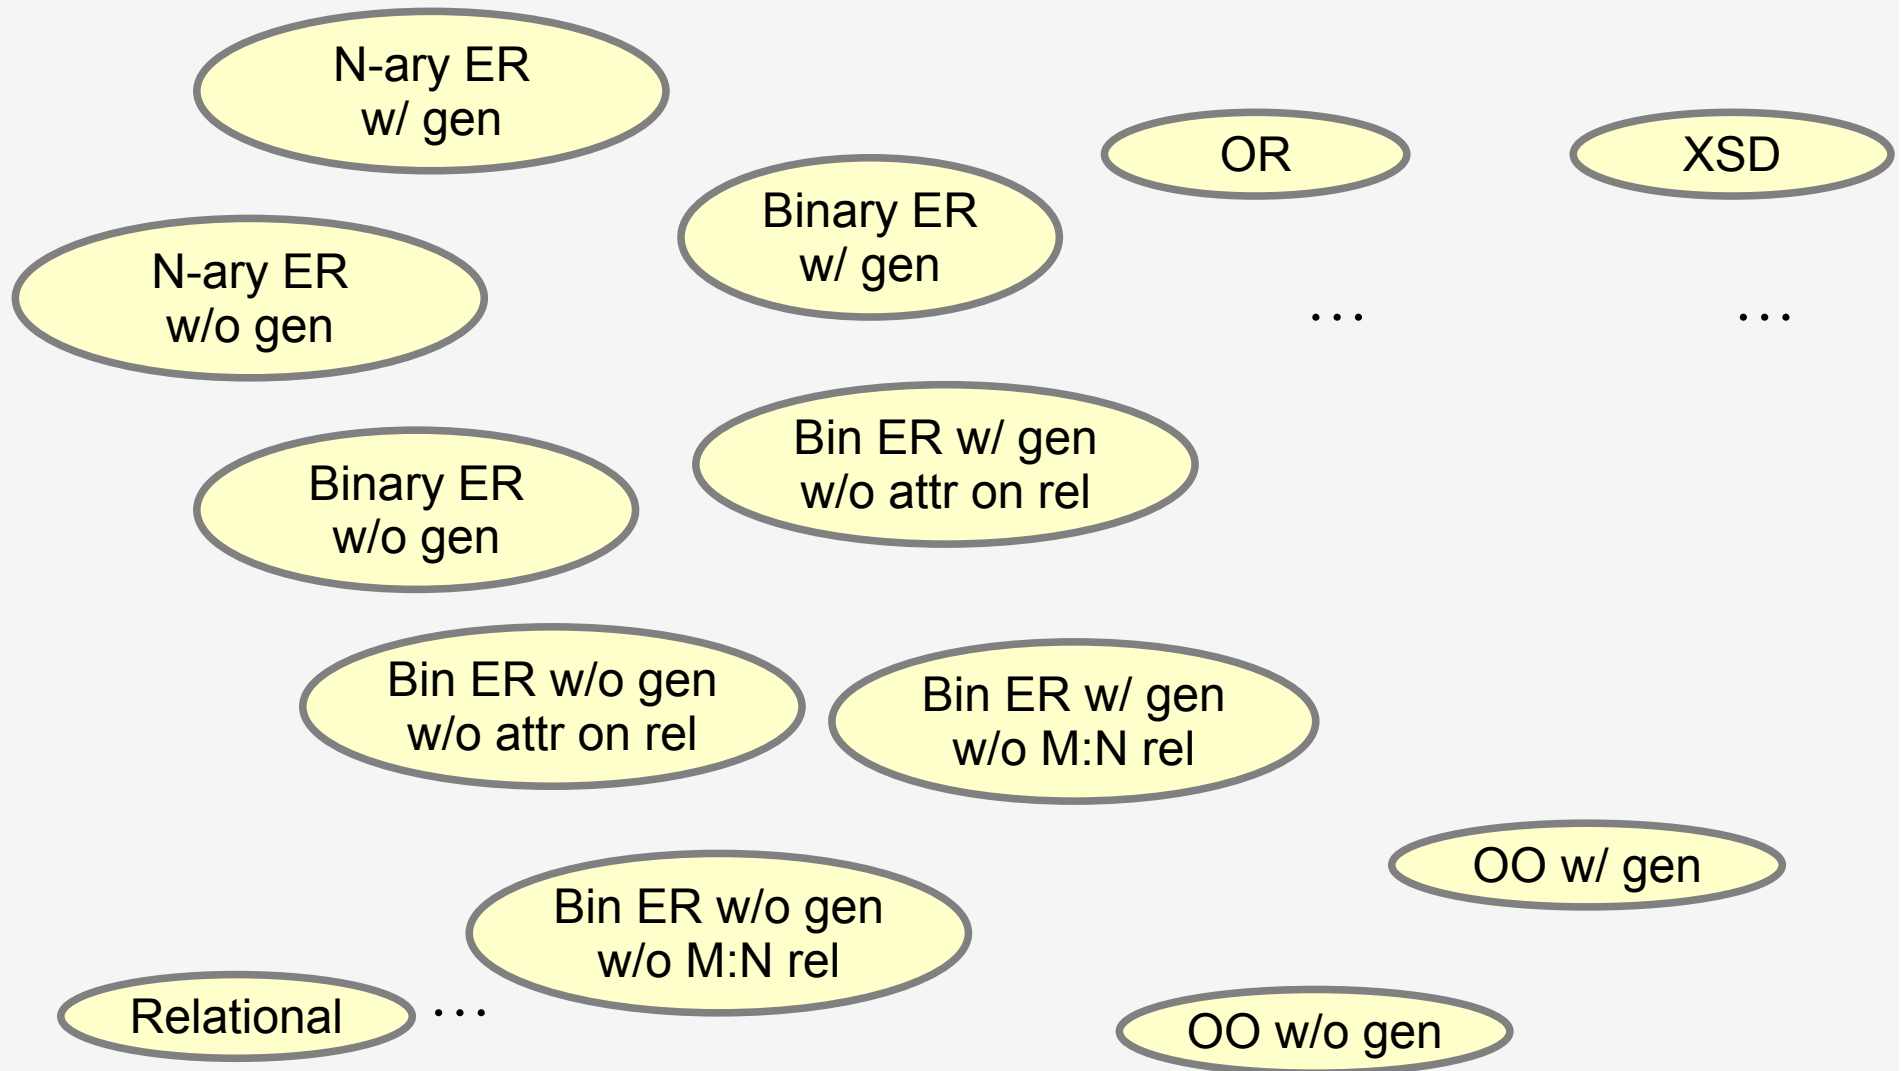 N-ary ER
w/ gen
OR
XSD
Binary ER
w/ gen
N-ary ER
w/o gen
...
...
Bin ER w/ gen
w/o attr on rel
Binary ER
w/o gen
Bin ER w/o gen
w/o attr on rel
Bin ER w/ gen
w/o M:N rel
OO w/ gen
Bin ER w/o gen
w/o M:N rel
Relational
...
OO w/o gen